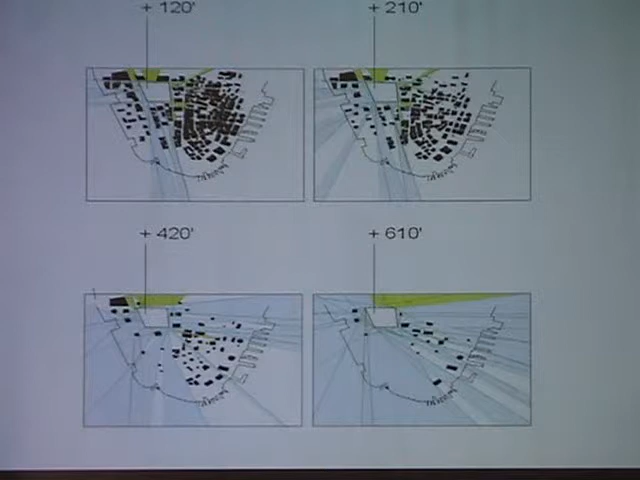 + 120'
+ 210'
+ 420'
+ 610'